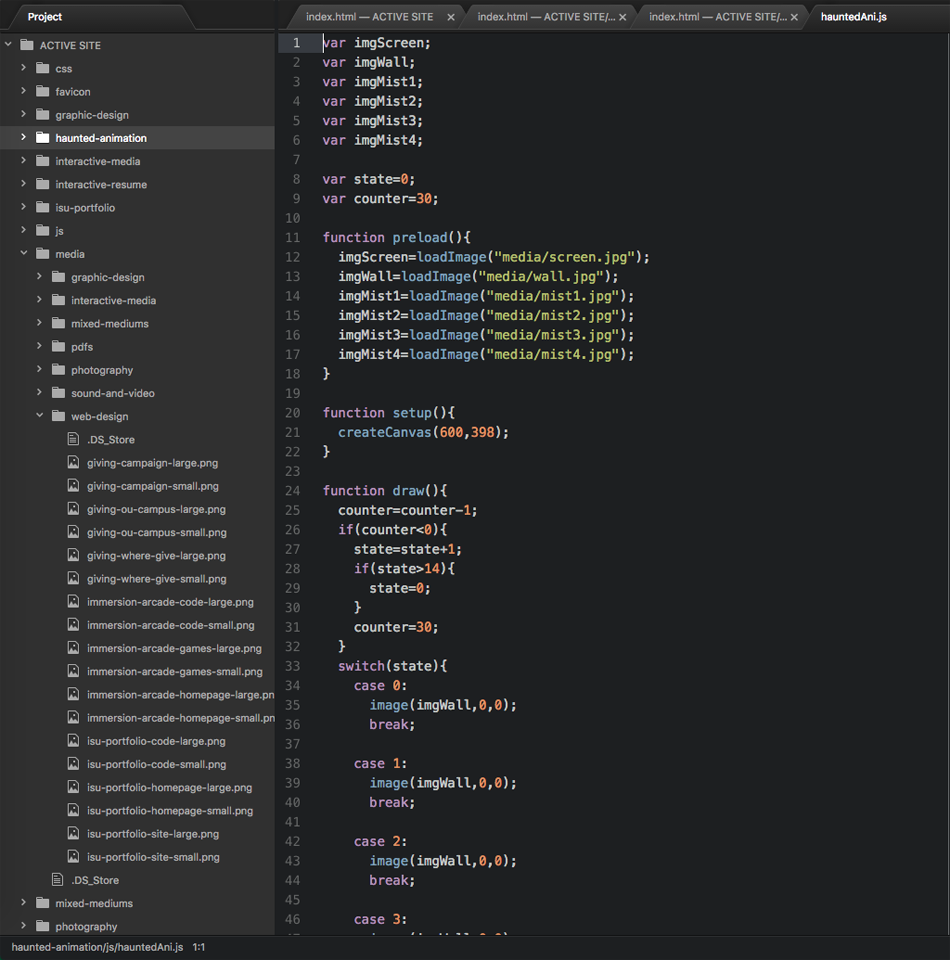 Project
ACTIVE SITE
css
favicon
graphic-design
haunted-animation
interactive-media
interactive-resume
isu-portfolio
js
media
graphic-design
interactive-media
mixed-mediums
pdfs
photography
sound-and-video
web-design
.DS_Store
giving-campaign-large.png
giving-campaign-small.png
giving-ou-campus-large.png
giving-ou-campus-small.png
giving-where-give-large.png
giving-where-give-small.png
immersion-arcade-code-large.png
immersion-arcade-code-small.png
immersion-arcade-games-large.png
immersion-arcade-games-small.png
immersion-arcade-homepage-large.pn
immersion-arcade-homepage-small.pn
isu-portfolio-code-large.png
isu-portfolio-code-small.png
isu-portfolio-homepage-large.png
isu-portfolio-homepage-small.png
isu-portfolio-site-large.png
isu-portfolio-site-small.png
.DS_Store
mixed-mediums
photography
index.html — ACTIVE SITE × index.html — ACTIVE SITE/... × index.html — ACTIVE SITE/... × hauntedAni.js
1 var imgScreen;
2 var imgWall;
3 var imgMist1;
4 var imgMist2;
5 var imgMist3;
6 var imgMist4;
7
8 var state=0;
9 var counter=30;
10
11 function preload(){
12 imgScreen=loadImage("media/screen.jpg");
13 imgWall=loadImage("media/wall.jpg");
14 imgMist1=loadImage("media/mist1.jpg");
15 imgMist2=loadImage("media/mist2.jpg");
16 imgMist3=loadImage("media/mist3.jpg");
17 imgMist4=loadImage("media/mist4.jpg");
18 }
19
20 function setup(){
21 createCanvas(600,398);
22 }
23
24 function draw(){
25 counter=counter-1;
26 if(counter<0){
27 state=state+1;
28 if(state>14){
29 state=0;
30 }
31 counter=30;
32 }
33 switch(state){
34 case 0:
35 image(imgWall,0,0);
36 break;
37
38 case 1:
39 image(imgWall,0,0);
40 break;
41
42 case 2:
43 image(imgWall,0,0);
44 break;
45
46 case 3:
haunted-animation/js/hauntedAni.js 1:1